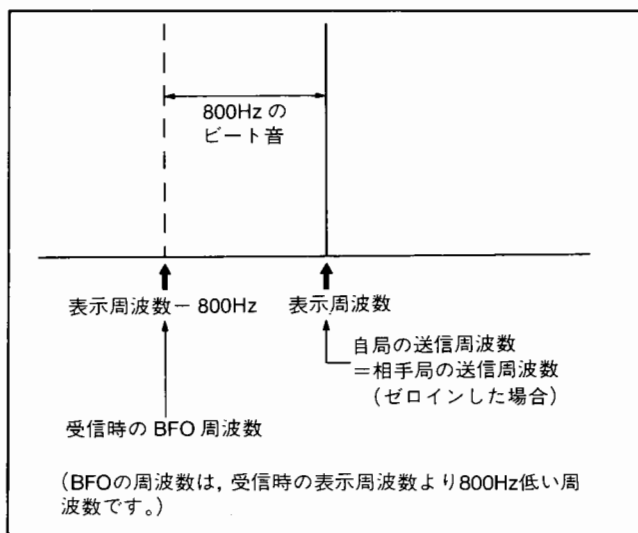 800Hz の
ビート音
表示周波数－800Hz
表示周波数
自局の送信周波数
＝相手局の送信周波数
(ゼロインした場合)
受信時の BFO 周波数
(BFOの周波数は, 受信時の表示周波数より800Hz低い周
波数です。)